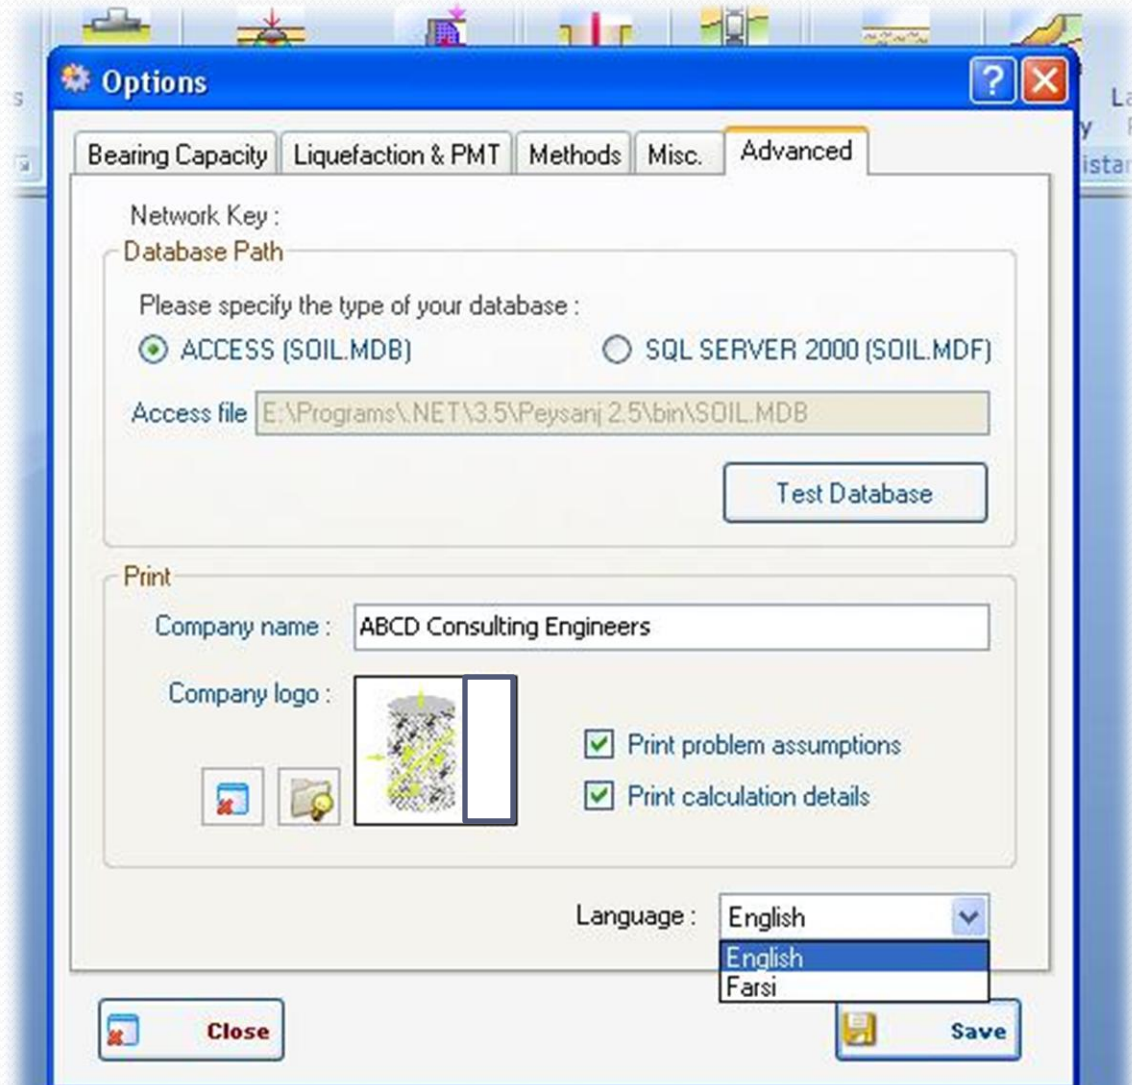 Options
Bearing Capacity Liquefaction & PMT Methods Misc. Advanced
Network Key :
Database Path
Please specify the type of your database :
ACCESS (SOIL.MDB) SQL SERVER 2000 (SOIL.MDF)
Access file E:\Programs\.NET\3.5\Peysanj 2.5\bin\SOIL.MDB
Test Database
Print
Company name : ABCD Consulting Engineers
Company logo :
Print problem assumptions
Print calculation details
Language : English
English
Farsi
Close Save